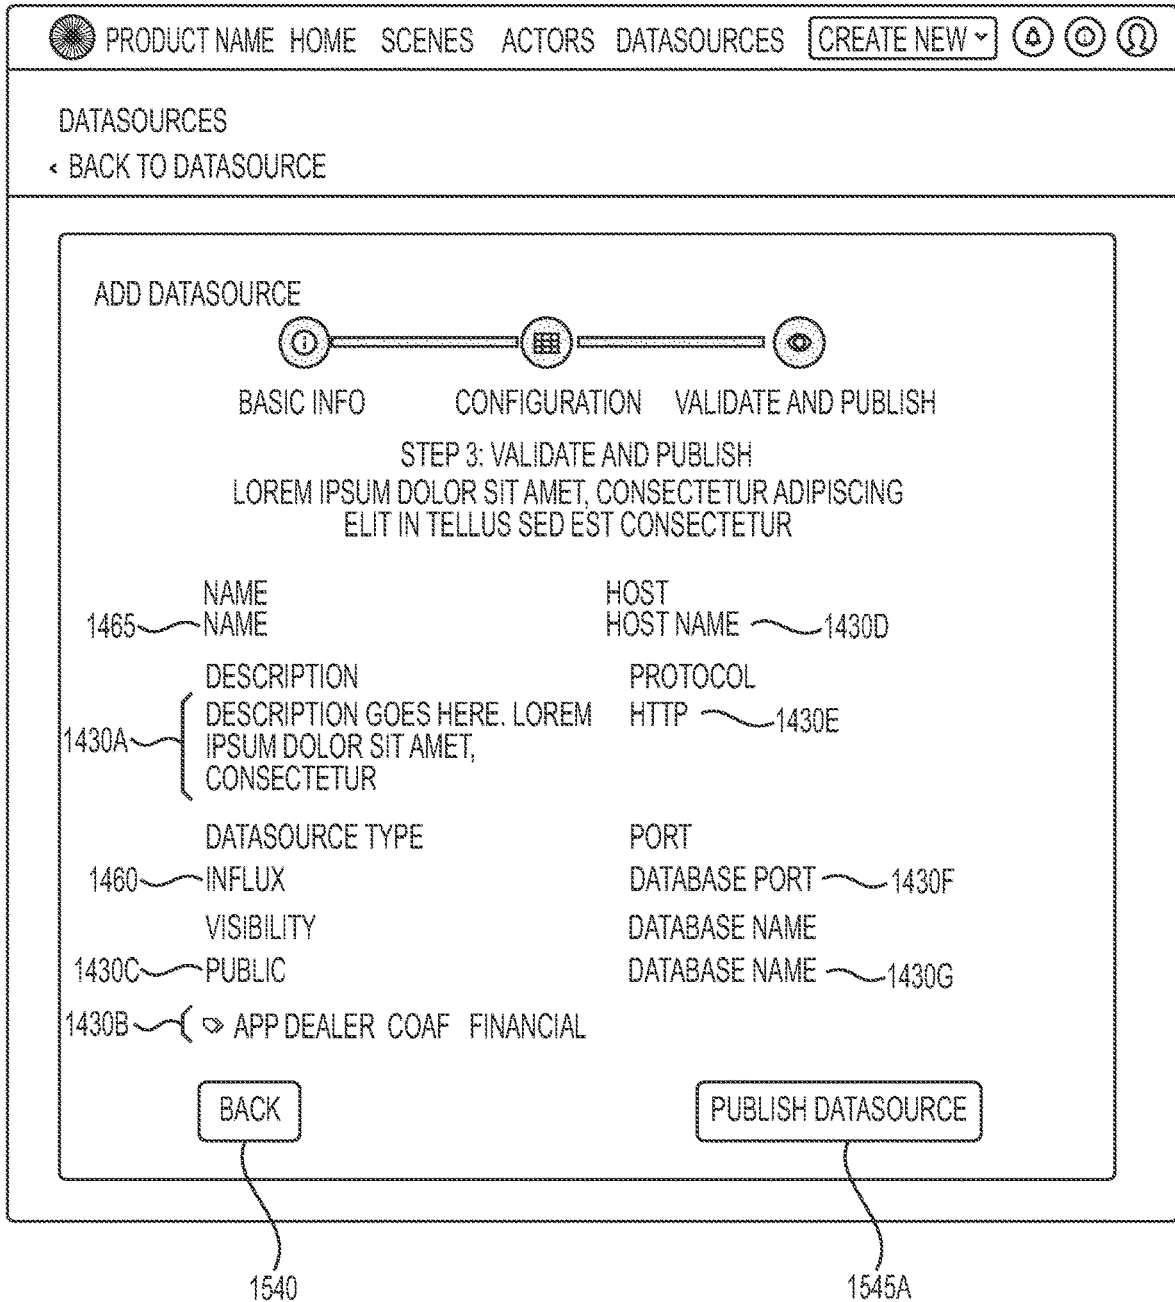 PRODUCT NAME HOME SCENES ACTORS DATASOURCES CREATE NEW
DATASOURCES
< BACK TO DATASOURCE
ADD DATASOURCE
BASIC INFO CONFIGURATION VALIDATE AND PUBLISH
STEP 3: VALIDATE AND PUBLISH
LOREM IPSUM DOLOR SIT AMET, CONSECTETUR ADIPISCING
ELIT IN TELLUS SED EST CONSECTETUR
NAME HOST
1465 NAME HOST NAME 1430D
DESCRIPTION PROTOCOL
DESCRIPTION GOES HERE. LOREM HTTP 1430E
1430A IPSUM DOLOR SIT AMET,
CONSECTETUR
DATASOURCE TYPE PORT
1460 INFLUX DATABASE PORT 1430F
VISIBILITY DATABASE NAME
1430C PUBLIC DATABASE NAME 1430G
1430B APP DEALER COAF FINANCIAL
BACK PUBLISH DATASOURCE
1540 1545A